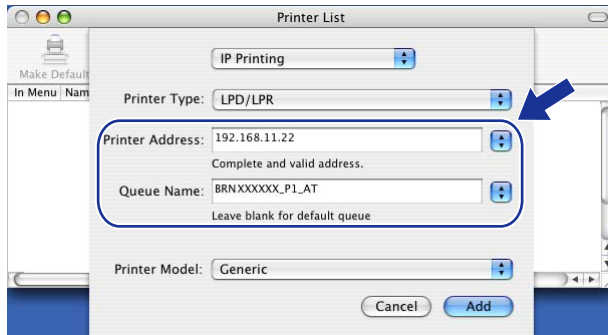 Printer List
IP Printing
Make Default
In Menu Nam
Printer Type: LPD/LPR
Printer Address: 192.168.11.22
Complete and valid address.
Queue Name: BRNXXXXXX_P1_AT
Leave blank for default queue
Printer Model: Generic
Cancel Add